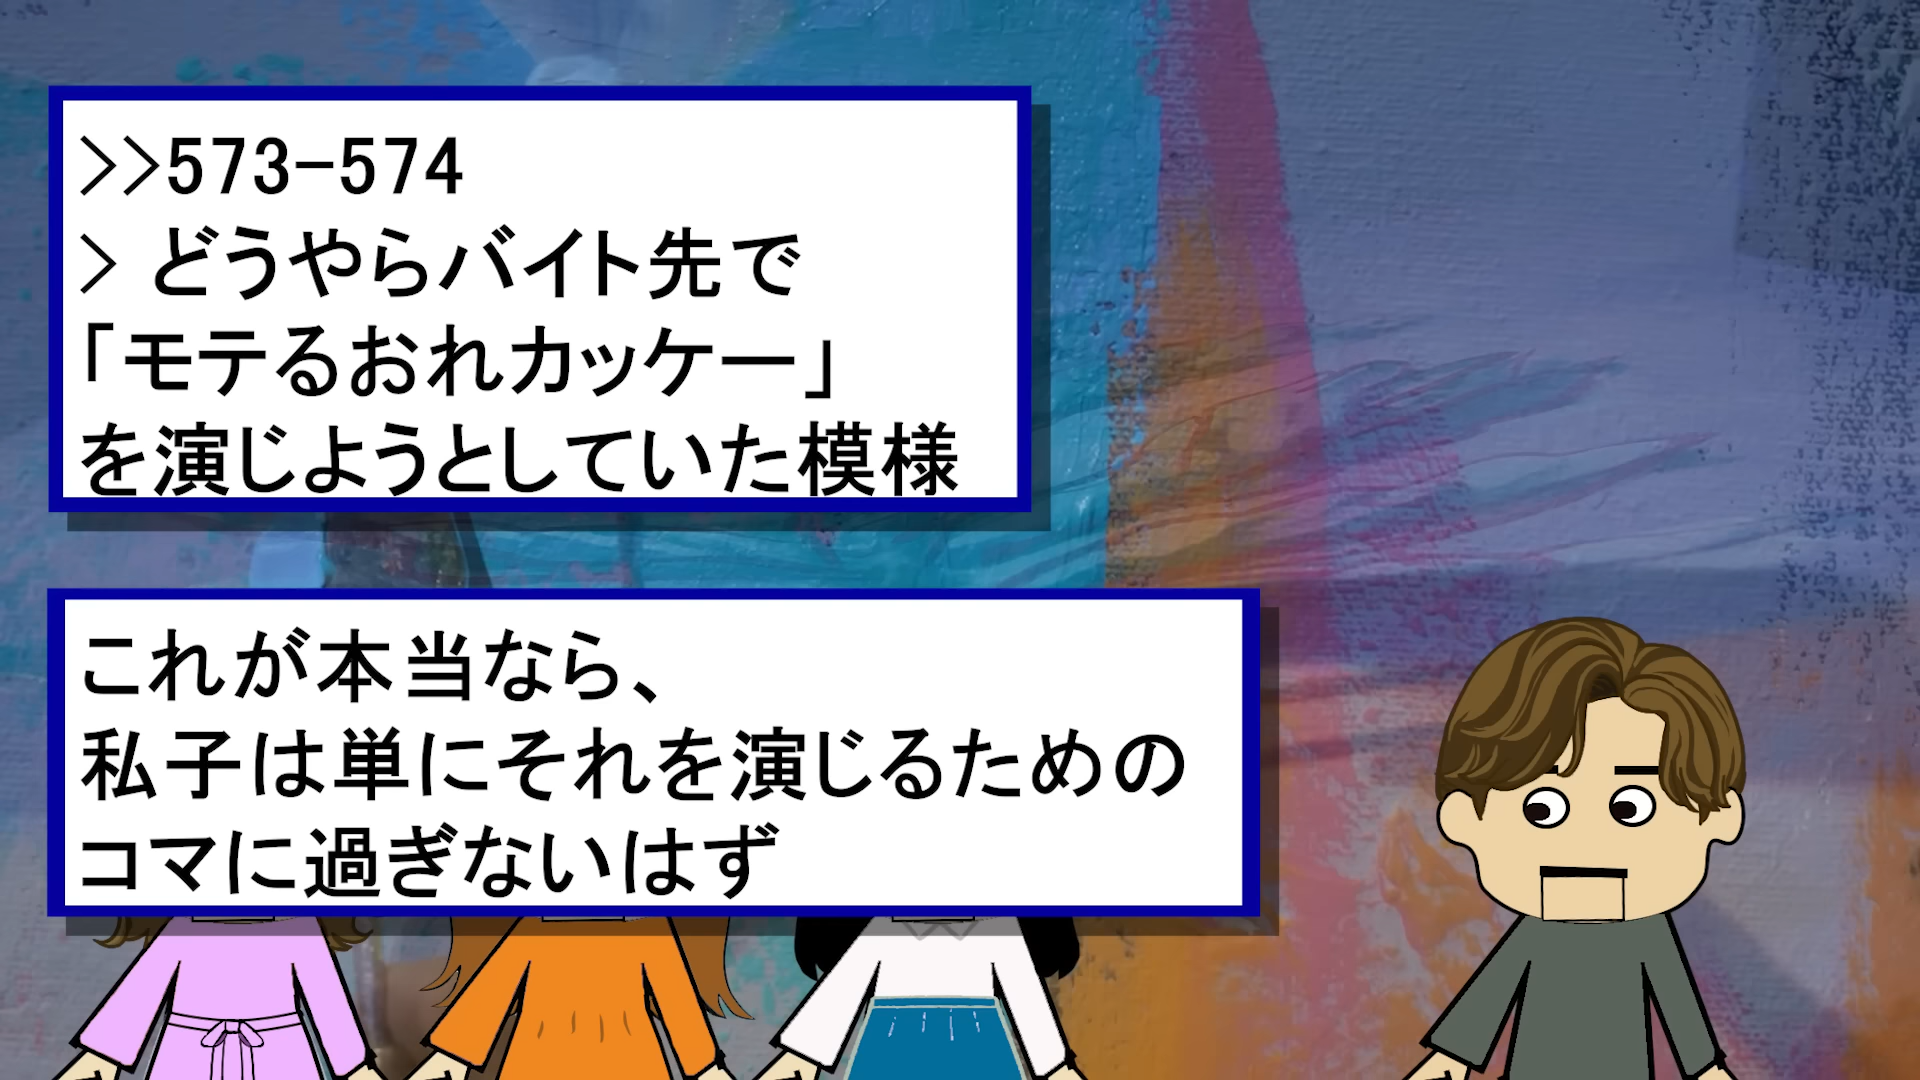 >>573-574
> どうやらバイト先で
「モテるおれカッケー」
を演じようとしていた模様
これが本当なら、
私子は単にそれを演じるための
コマに過ぎないはず